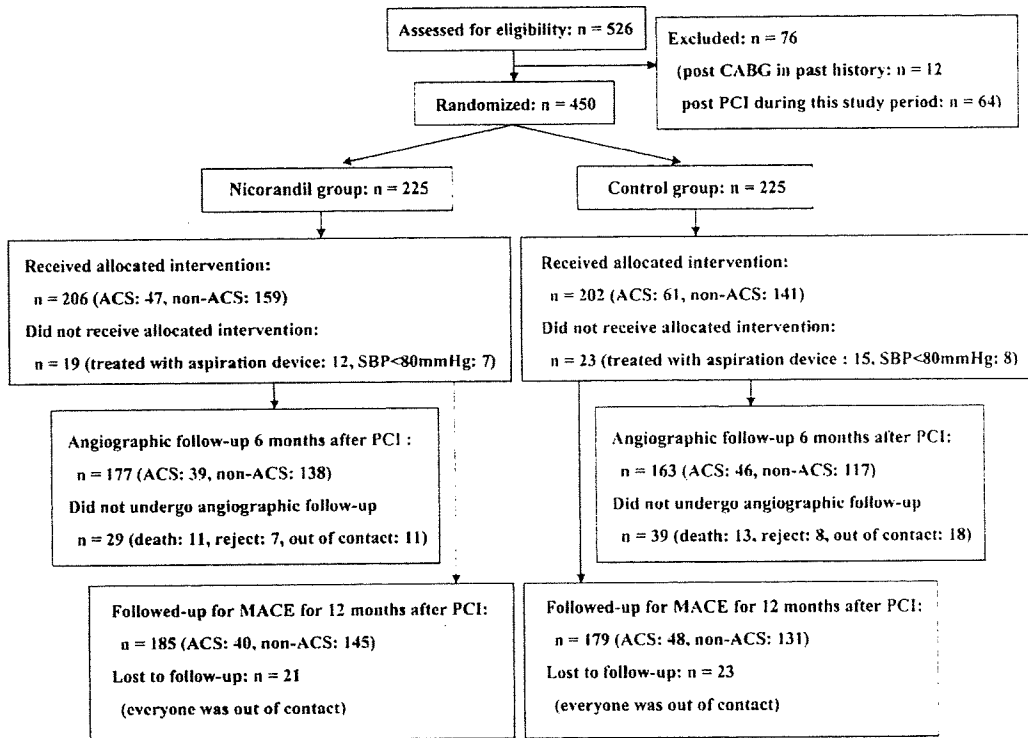 Assessed for eligibility: n = 526
Excluded: n = 76
(post CABG in past history: n = 12
post PCI during this study period: n = 64)
Randomized: n = 450
Nicorandil group: n = 225
Control group: n = 225
Received allocated intervention:
n = 206 (ACS: 47, non-ACS: 159)
Did not receive allocated intervention:
n = 19 (treated with aspiration device: 12, SBP<80mmHg: 7)
Received allocated intervention:
n = 202 (ACS: 61, non-ACS: 141)
Did not receive allocated intervention:
n = 23 (treated with aspiration device : 15, SBP<80mmHg: 8)
Angiographic follow-up 6 months after PCI :
n = 177 (ACS: 39, non-ACS: 138)
Did not undergo angiographic follow-up
n = 29 (death: 11, reject: 7, out of contact: 11)
Angiographic follow-up 6 months after PCI:
n = 163 (ACS: 46, non-ACS: 117)
Did not undergo angiographic follow-up
n = 39 (death: 13, reject: 8, out of contact: 18)
Followed-up for MACE for 12 months after PCI:
n = 185 (ACS: 40, non-ACS: 145)
Lost to follow-up: n = 21
(everyone was out of contact)
Followed-up for MACE for 12 months after PCI:
n = 179 (ACS: 48, non-ACS: 131)
Lost to follow-up: n = 23
(everyone was out of contact)